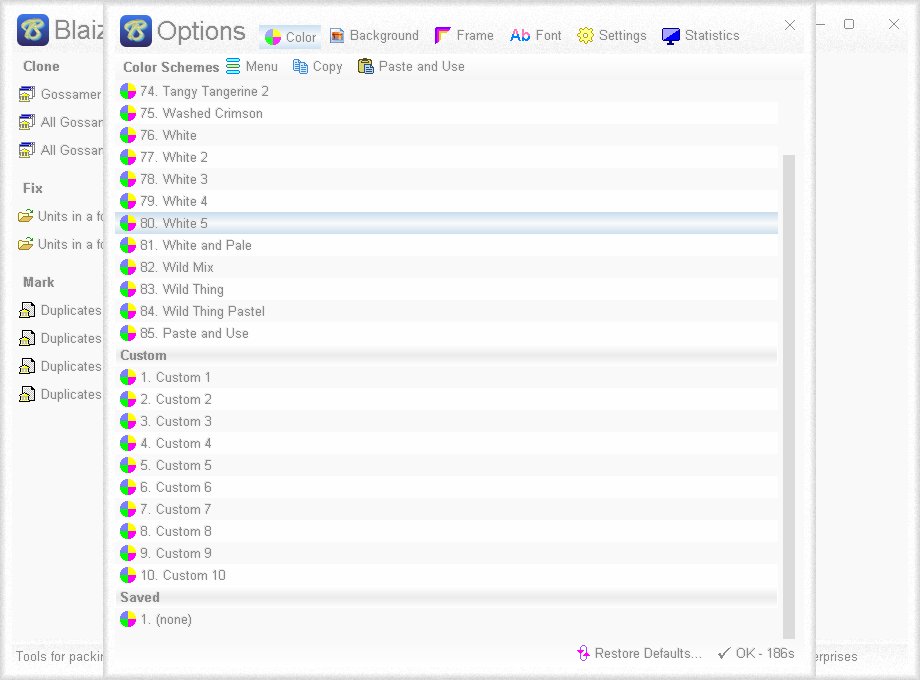 Blaiz
Options
Color
Background
Frame
Font
Settings
Statistics
Clone
Gossamer
All Gossar
All Gossar
Fix
Units in a fo
Units in a fo
Mark
Duplicates
Duplicates
Duplicates
Duplicates
Color Schemes
Menu
Copy
Paste and Use
74. Tangy Tangerine 2
75. Washed Crimson
76. White
77. White 2
78. White 3
79. White 4
80. White 5
81. White and Pale
82. Wild Mix
83. Wild Thing
84. Wild Thing Pastel
85. Paste and Use
Custom
1. Custom 1
2. Custom 2
3. Custom 3
4. Custom 4
5. Custom 5
6. Custom 6
7. Custom 7
8. Custom 8
9. Custom 9
10. Custom 10
Saved
1. (none)
Restore Defaults...
OK - 186s
Tools for packin
erprises